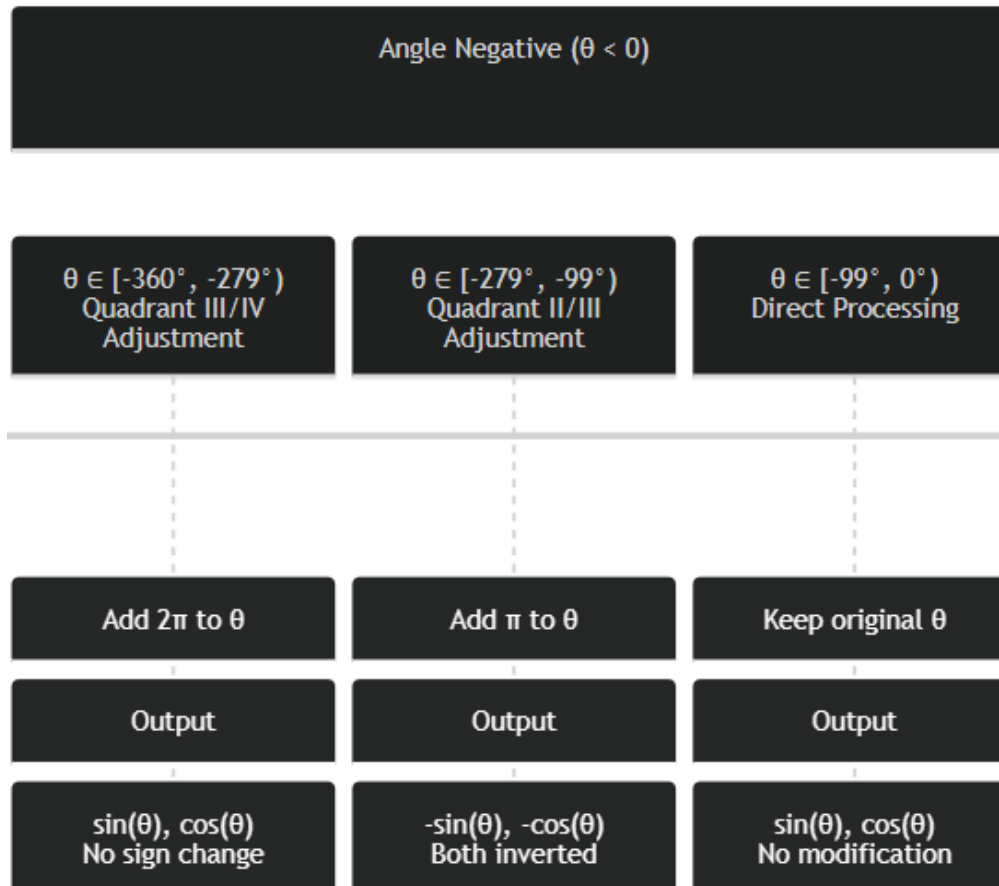 Angle Negative (θ < 0)
θ ∈ [-360°, -279°)
Quadrant III/IV
Adjustment
θ ∈ [-279°, -99°)
Quadrant II/III
Adjustment
θ ∈ [-99°, 0°)
Direct Processing
Add 2π to θ
Add π to θ
Keep original θ
Output
Output
Output
sin(θ), cos(θ)
No sign change
-sin(θ), -cos(θ)
Both inverted
sin(θ), cos(θ)
No modification